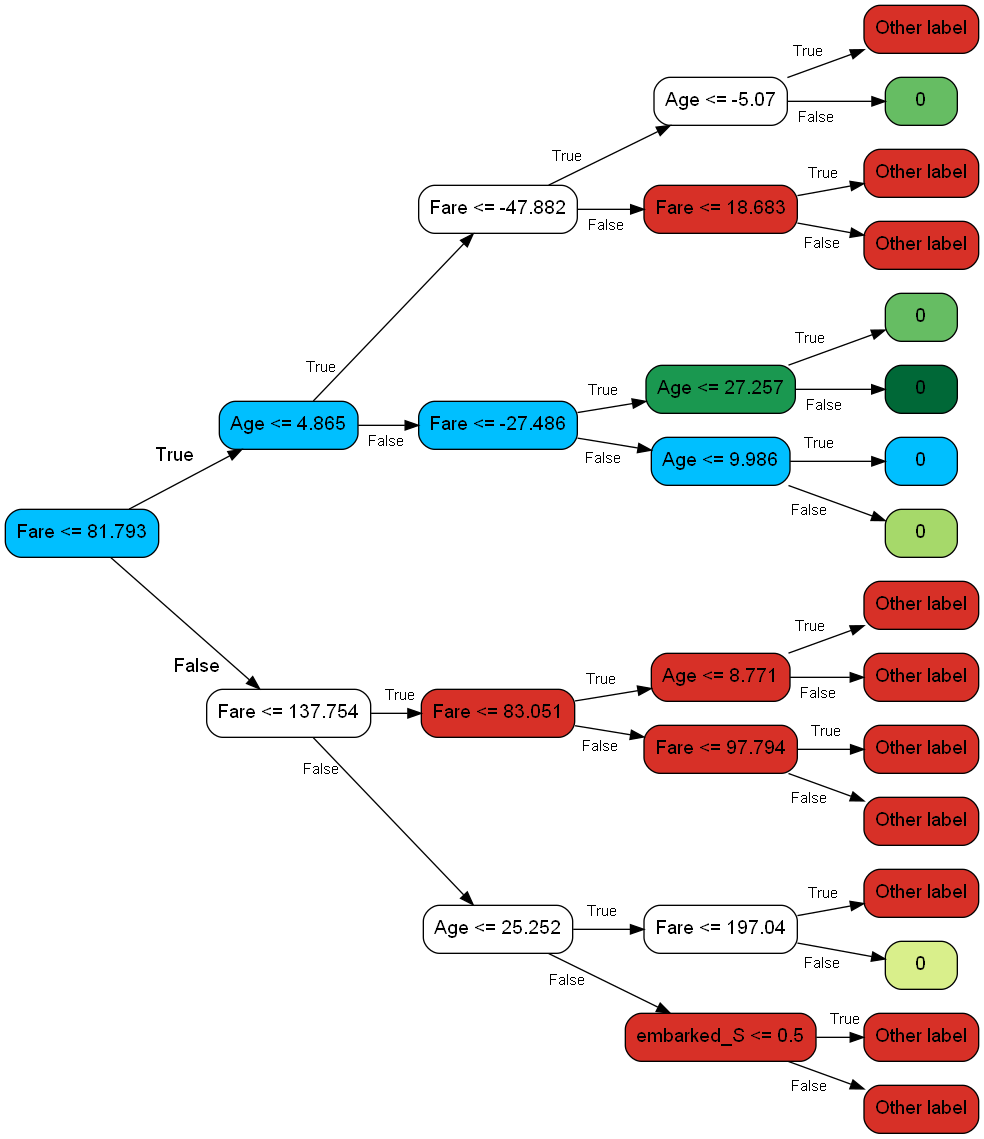 Other label
True
Age <= -5.07
0
False
True
Other label
True
Fare <= -47.882
Fare <= 18.683
False
False
Other label
0
True
True
Age <= 27.257
0
True
False
Age <= 4.865
Fare <= -27.486
False
True
0
True
Age <= 9.986
False
False
0
Fare <= 81.793
Other label
True
False
True
Age <= 8.771
Other label
False
True
Fare <= 137.754
Fare <= 83.051
True
Fare <= 97.794
Other label
False
False
False
Other label
Other label
True
True
Age <= 25.252
Fare <= 197.04
False
0
False
True
Other label
embarked_S <= 0.5
False
Other label